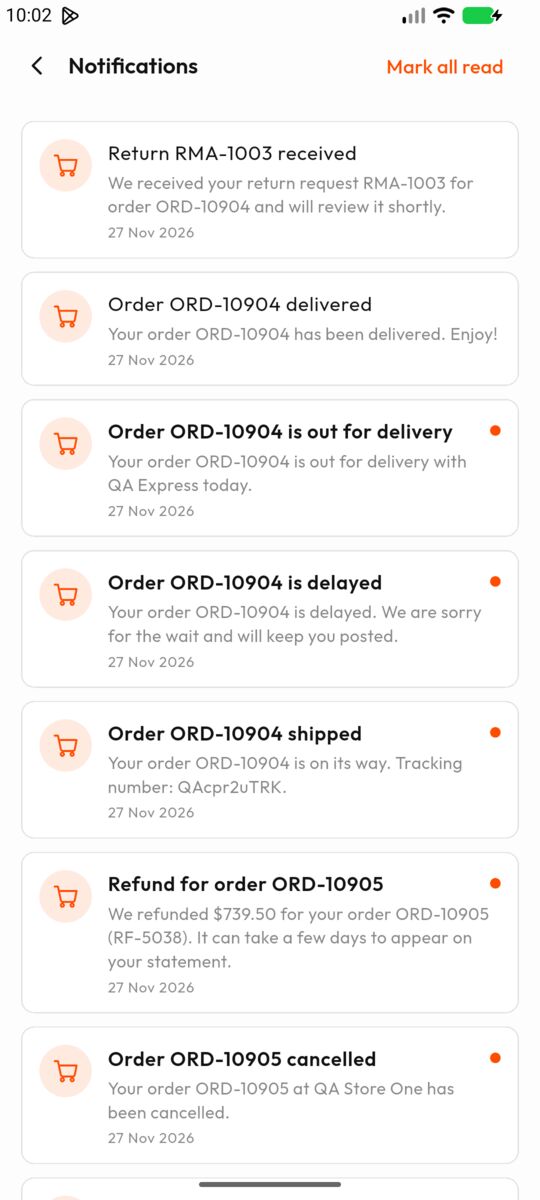 10:02
Notifications
Mark all read
Return RMA-1003 received
We received your return request RMA-1003 for
order ORD-10904 and will review it shortly.
27 Nov 2026
Order ORD-10904 delivered
Your order ORD-10904 has been delivered. Enjoy!
27 Nov 2026
Order ORD-10904 is out for delivery
Your order ORD-10904 is out for delivery with
QA Express today.
27 Nov 2026
Order ORD-10904 is delayed
Your order ORD-10904 is delayed. We are sorry
for the wait and will keep you posted.
27 Nov 2026
Order ORD-10904 shipped
Your order ORD-10904 is on its way. Tracking
number: QAcpr2uTRK.
27 Nov 2026
Refund for order ORD-10905
We refunded $739.50 for your order ORD-10905
(RF-5038). It can take a few days to appear on
your statement.
27 Nov 2026
Order ORD-10905 cancelled
Your order ORD-10905 at QA Store One has
been cancelled.
27 Nov 2026